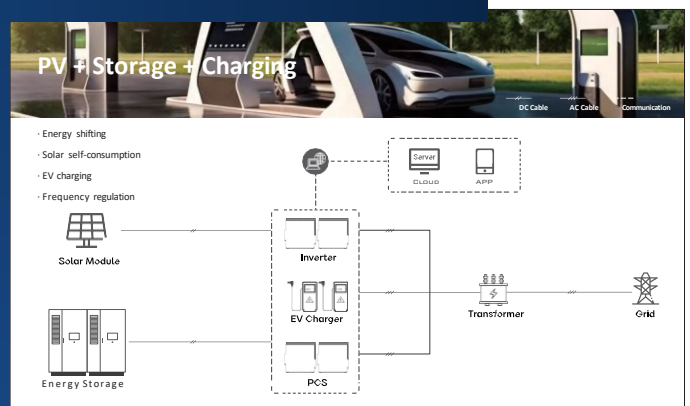 PV + Storage + Charging
DC Cable AC Cable Communication
· Energy shifting
· Solar self-consumption
· EV charging
· Frequency regulation
Server
CLOUD APP
Solar Module
Inverter
EV Charger
Transformer
Grid
Energy Storage
PCS